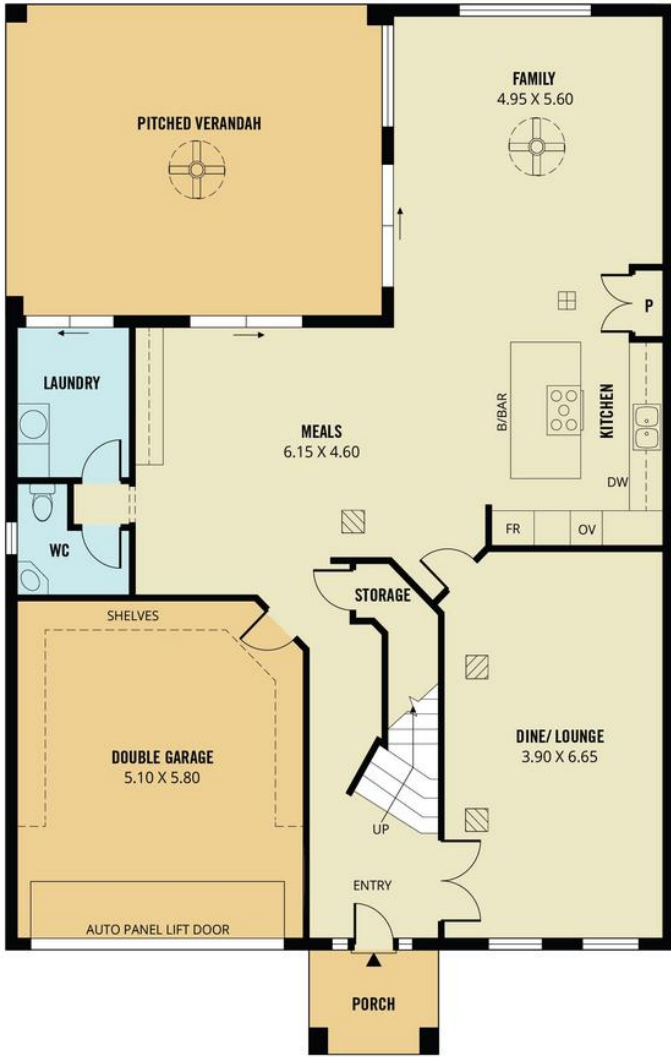 FAMILY
4.95 X 5.60
PITCHED VERANDAH
P
LAUNDRY
KITCHEN
B/BAR
MEALS
6.15 X 4.60
DW
FR
OV
WC
STORAGE
SHELVES
DINE/ LOUNGE
3.90 X 6.65
DOUBLE GARAGE
5.10 X 5.80
UP
ENTRY
AUTO PANEL LIFT DOOR
PORCH